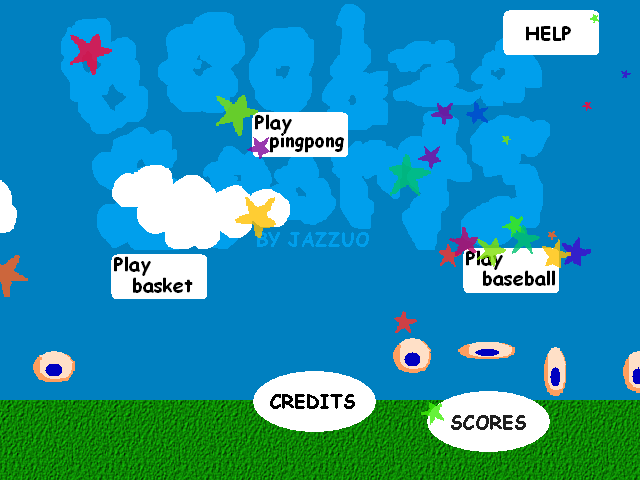 HELP
Play
pingpong
BY JAZZUO
Play
basket
Play
baseball
CREDITS
SCORES